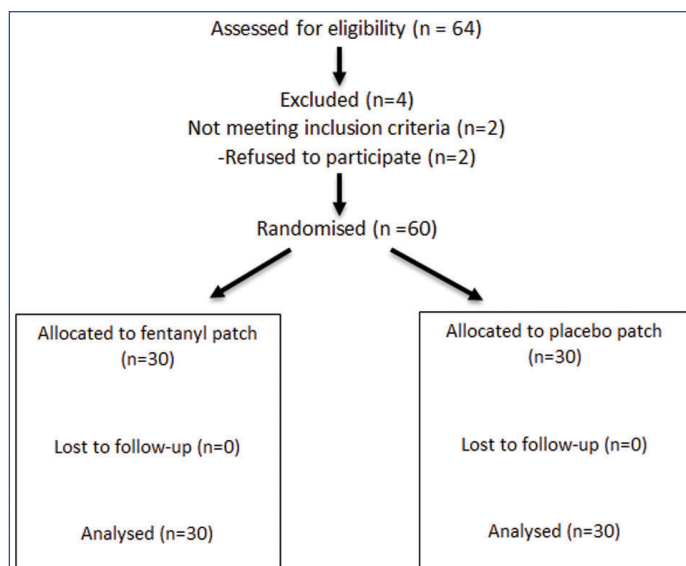 Assessed for eligibility (n = 64)
Excluded (n=4)
Not meeting inclusion criteria (n=2)
-Refused to participate (n=2)
Randomised (n =60)
Allocated to fentanyl patch
(n=30)
Lost to follow-up (n=0)
Analysed (n=30)
Allocated to placebo patch
(n=30)
Lost to follow-up (n=0)
Analysed (n=30)